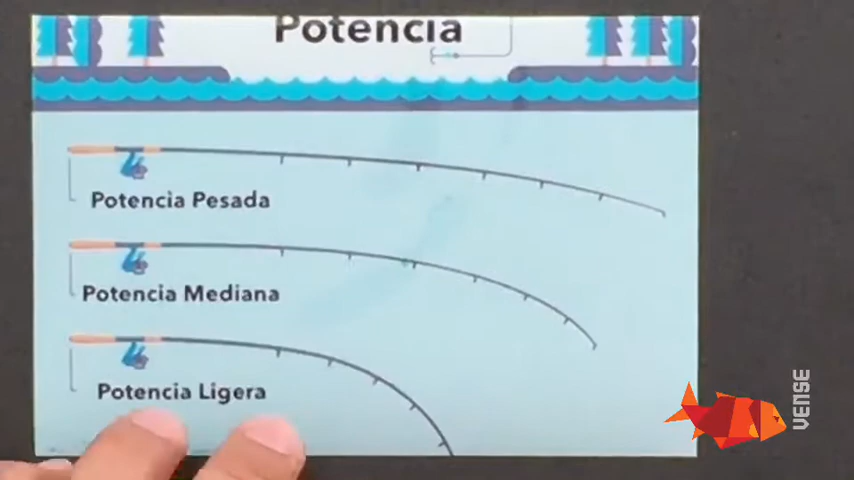 Potencia
Potencia Pesada
Potencia Mediana
Potencia Ligera
VENSE